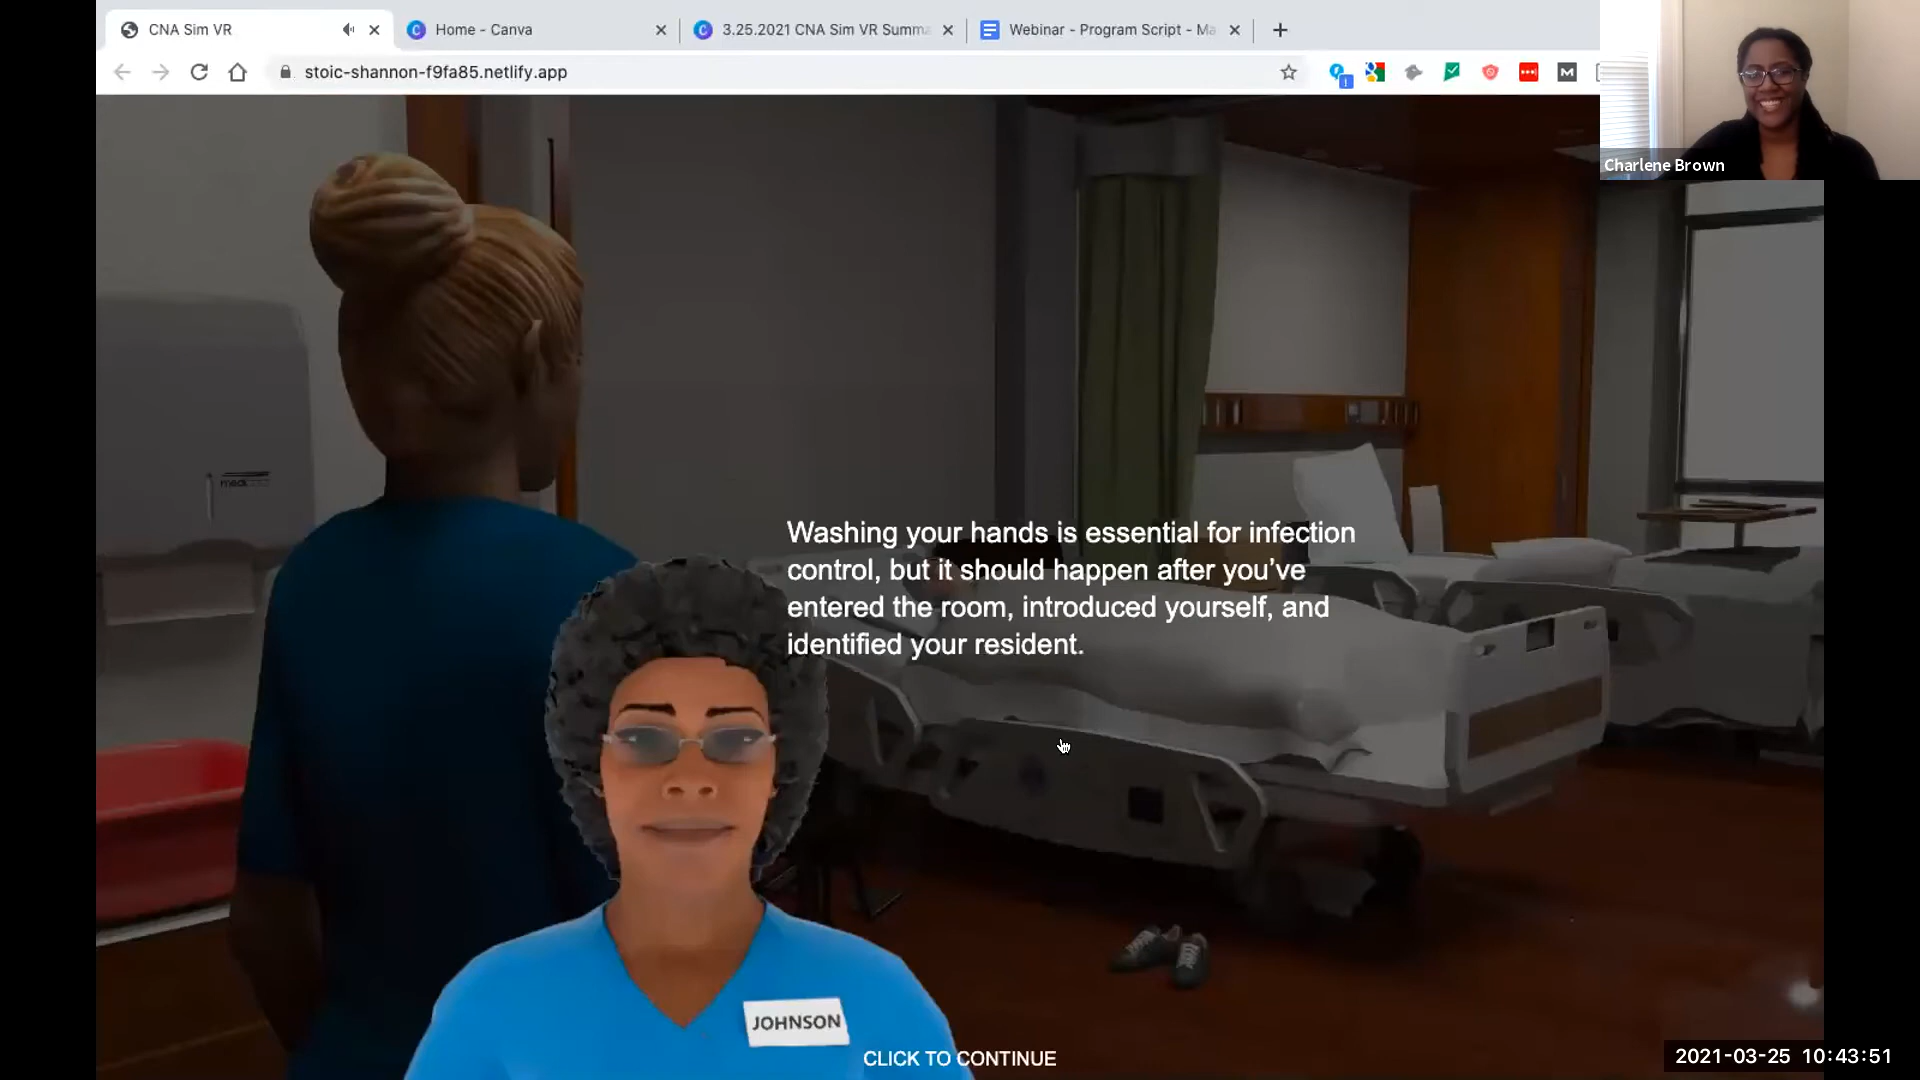 CNA Sim VR
Home - Canva
3.25.2021 CNA Sim VR Summa
Webinar - Program Script - Ma
stoic-shannon-f9fa85.netlify.app
Charlene Brown
Washing your hands is essential for infection
control, but it should happen after you’ve
entered the room, introduced yourself, and
identified your resident.
JOHNSON
CLICK TO CONTINUE
2021-03-25 10:43:51